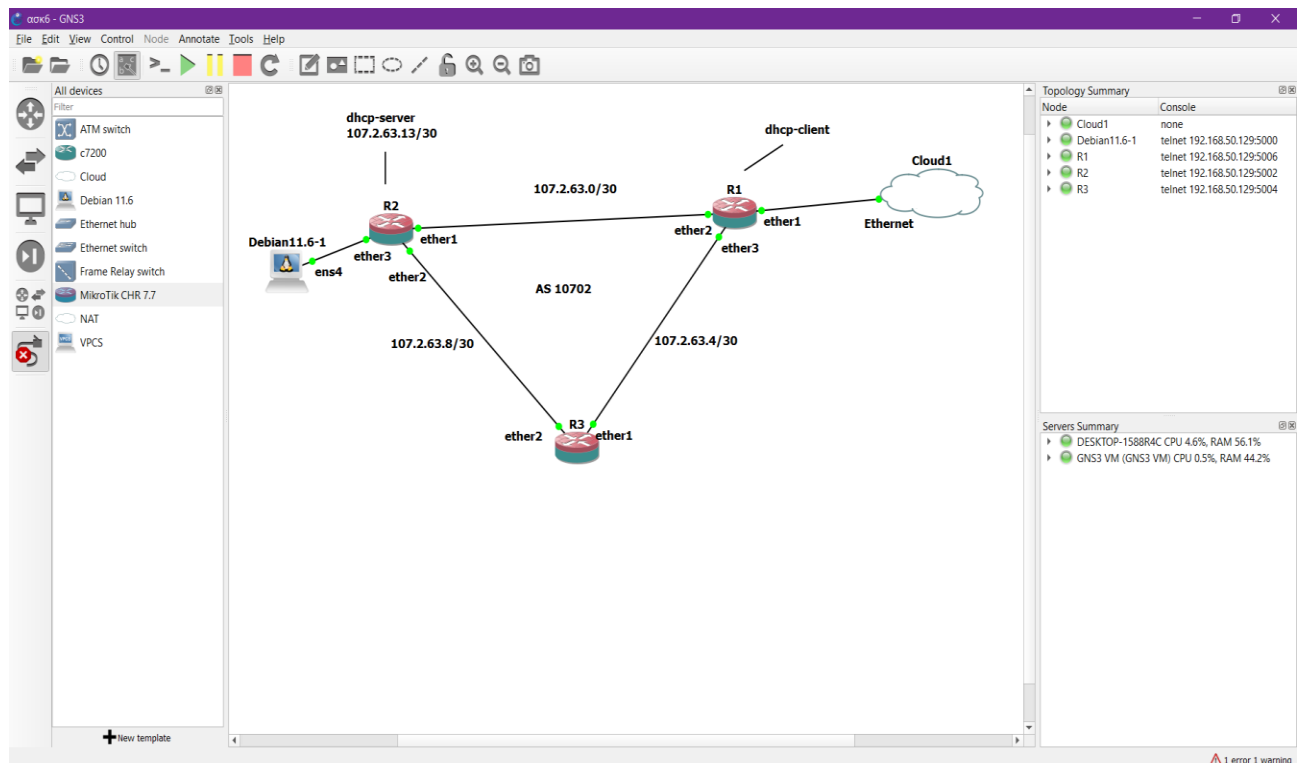 ασκ6 - GNS3
File Edit View Control Node Annotate Tools Help
All devices
Filter
ATM switch
c7200
Cloud
Debian 11.6
Ethernet hub
Ethernet switch
Frame Relay switch
MikroTik CHR 7.7
NAT
VPCS
New template
dhcp-server
107.2.63.13/30
dhcp-client
Cloud1
107.2.63.0/30
R1
R2
Ethernet
ether1
ether2
ether1
Debian11.6-1
ether3
ether3
ens4
ether2
AS 10702
107.2.63.8/30
107.2.63.4/30
R3
ether2
ether1
Topology Summary
Node Console
Cloud1 none
Debian11.6-1 telnet 192.168.50.129:5000
R1 telnet 192.168.50.129:5006
R2 telnet 192.168.50.129:5002
R3 telnet 192.168.50.129:5004
Servers Summary
DESKTOP-1588R4C CPU 4.6%, RAM 56.1%
GNS3 VM (GNS3 VM) CPU 0.5%, RAM 44.2%
1 error 1 warning